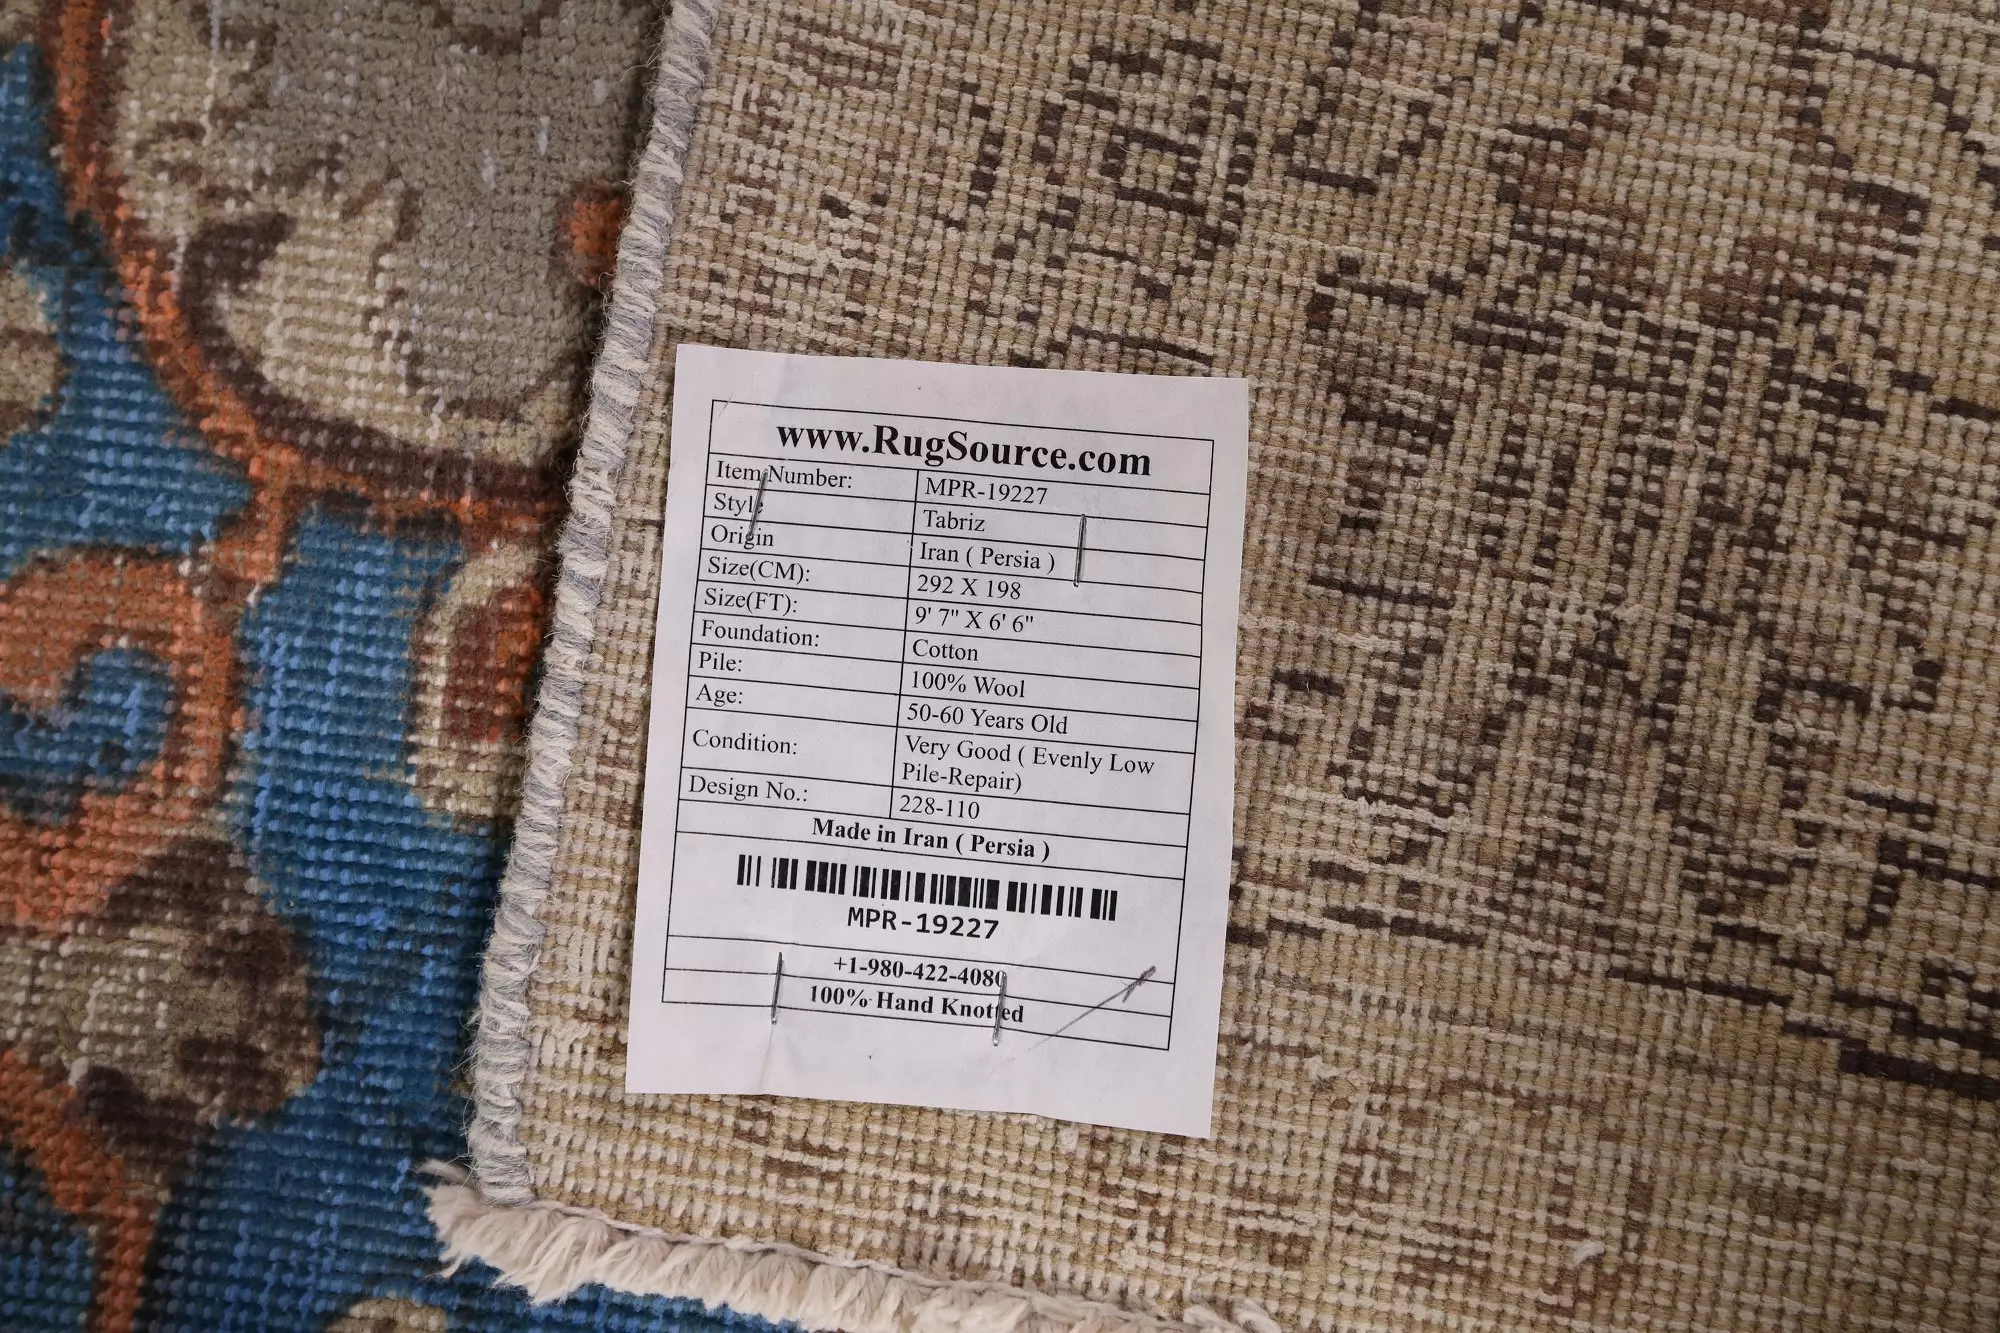 www.RugSource.com
Item Number: MPR-19227
Style Tabriz
Origin Iran ( Persia )
Size(CM): 292 X 198
Size(FT): 9' 7" X 6' 6"
Foundation: Cotton
Pile: 100% Wool
Age: 50-60 Years Old
Condition: Very Good ( Evenly Low
Pile-Repair)
Design No.: 228-110
Made in Iran ( Persia )
MPR-19227
+1-980-422-4080
100% Hand Knotted